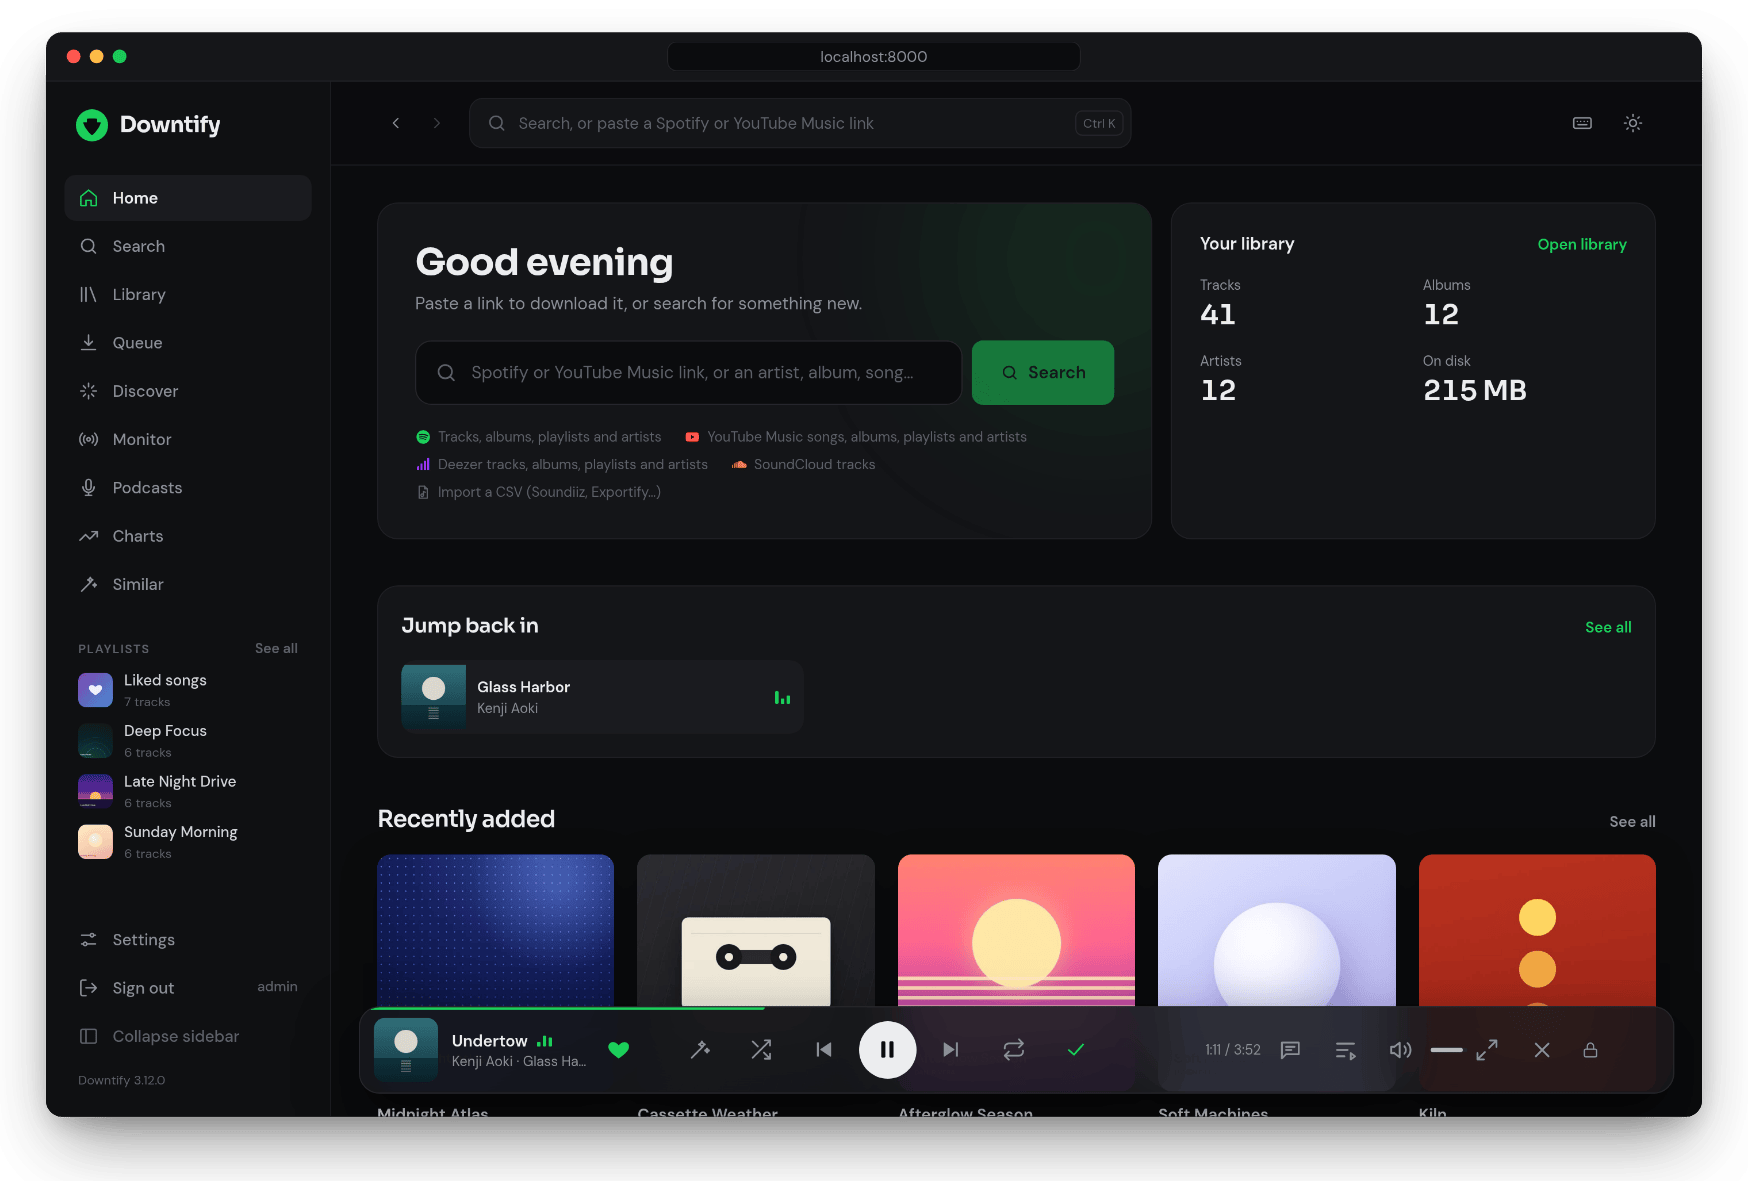 localhost:8000
Downtify
Search, or paste a Spotify or YouTube Music link
Ctrl K
Home
Search
Library
Queue
Discover
Monitor
Podcasts
Charts
Similar
PLAYLISTS
See all
Liked songs
7 tracks
Deep Focus
6 tracks
Late Night Drive
6 tracks
Sunday Morning
6 tracks
Settings
Sign out
admin
Collapse sidebar
Downtify 3.12.0
Good evening
Paste a link to download it, or search for something new.
Spotify or YouTube Music link, or an artist, album, song...
Search
Tracks, albums, playlists and artists
YouTube Music songs, albums, playlists and artists
Deezer tracks, albums, playlists and artists
SoundCloud tracks
Import a CSV (Soundiiz, Exportify...)
Your library
Open library
Tracks
41
Albums
12
Artists
12
On disk
215 MB
Jump back in
See all
Glass Harbor
Kenji Aoki
Recently added
See all
Undertow
Kenji Aoki · Glass Ha...
1:11 / 3:52
Midnight Atlas
Cassette Weather
Afterglow Season
Soft Machines
Kiln